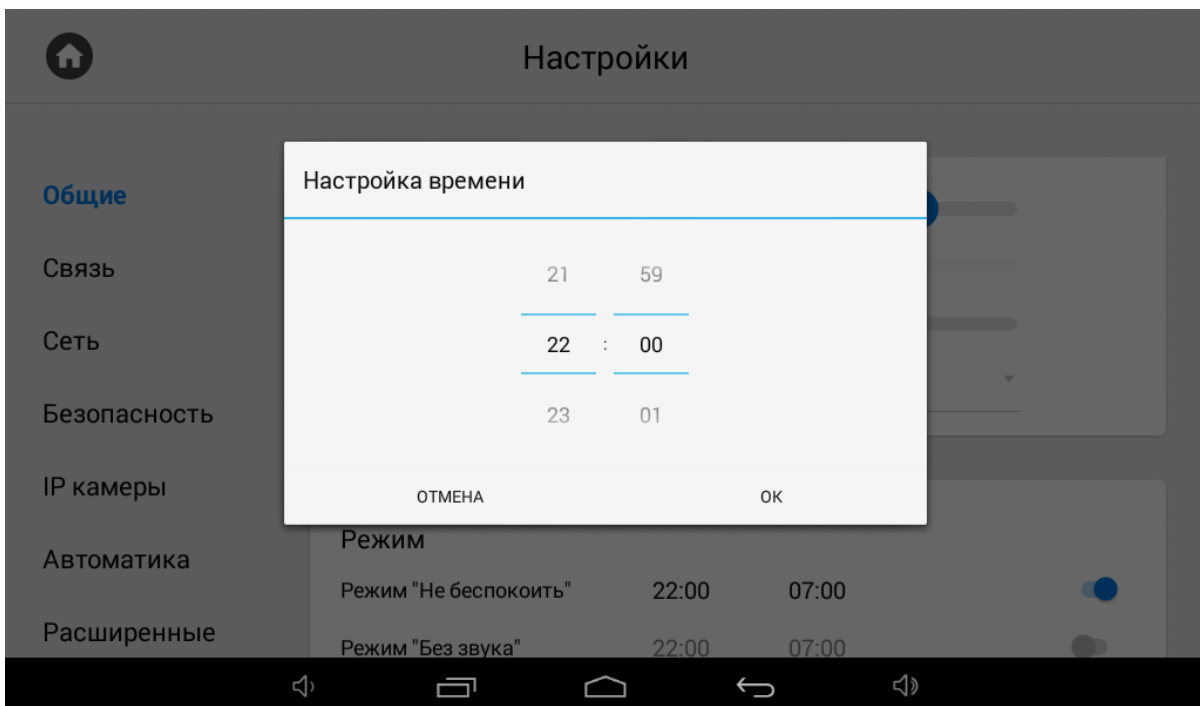 Настройки
Настройка времени
Общие
Связь
21 59
Сеть
22 : 00
Безопасность
23 01
IP камеры
ОТМЕНА ОК
Режим
Автоматика
Режим "Не беспокоить" 22:00 07:00
Расширенные
Режим "Без звука" 22:00 07:00